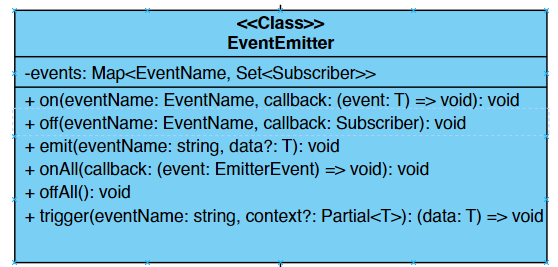 <<Class>>
EventEmitter
-events: Map<EventName, Set<Subscriber>>
+ on(eventName: EventName, callback: (event: T) => void): void
+ off(eventName: EventName, callback: Subscriber): void
+ emit(eventName: string, data?: T): void
+ onAll(callback: (event: EmitterEvent) => void): void
+ offAll(): void
+ trigger(eventName: string, context?: Partial<T>): (data: T) => void